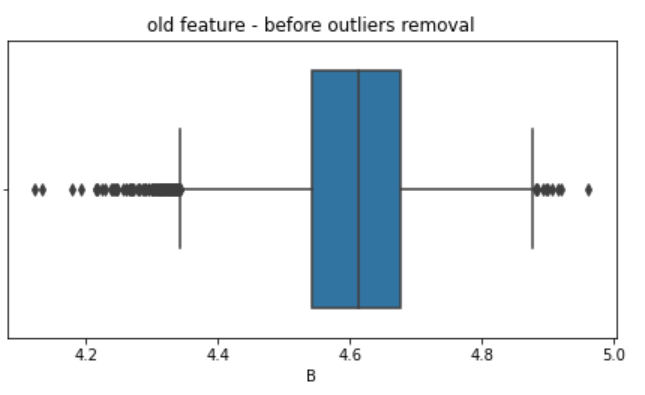 old feature - before outliers removal
4.2 4.4 4.6 4.8 5.0
B